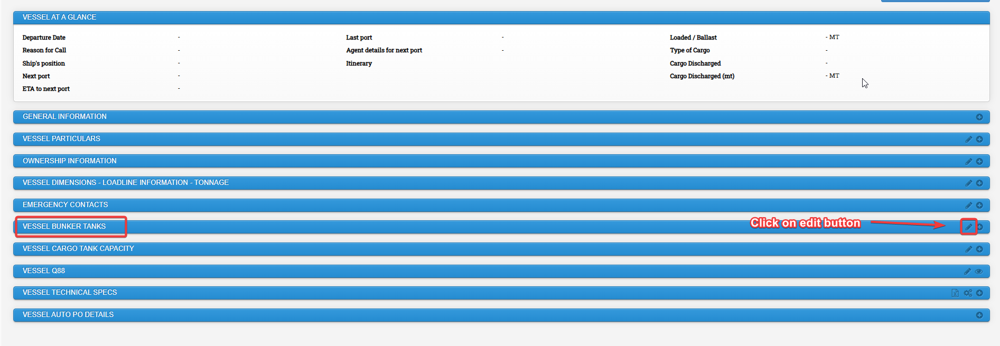 VESSEL AT A GLANCE
Departure Date - Last port - Loaded / Ballast - MT
Reason for Call - Agent details for next port - Type of Cargo -
Ship's position - Itinerary Cargo Discharged -
Next port - Cargo Discharged (mt) - MT
ETA to next port -
GENERAL INFORMATION
VESSEL PARTICULARS
OWNERSHIP INFORMATION
VESSEL DIMENSIONS - LOADLINE INFORMATION - TONNAGE
EMERGENCY CONTACTS
VESSEL BUNKER TANKS Click on edit button
VESSEL CARGO TANK CAPACITY
VESSEL Q88
VESSEL TECHNICAL SPECS
VESSEL AUTO PO DETAILS